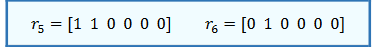 r₅ = [1 1 0 0 0 0] r₆ = [0 1 0 0 0 0]